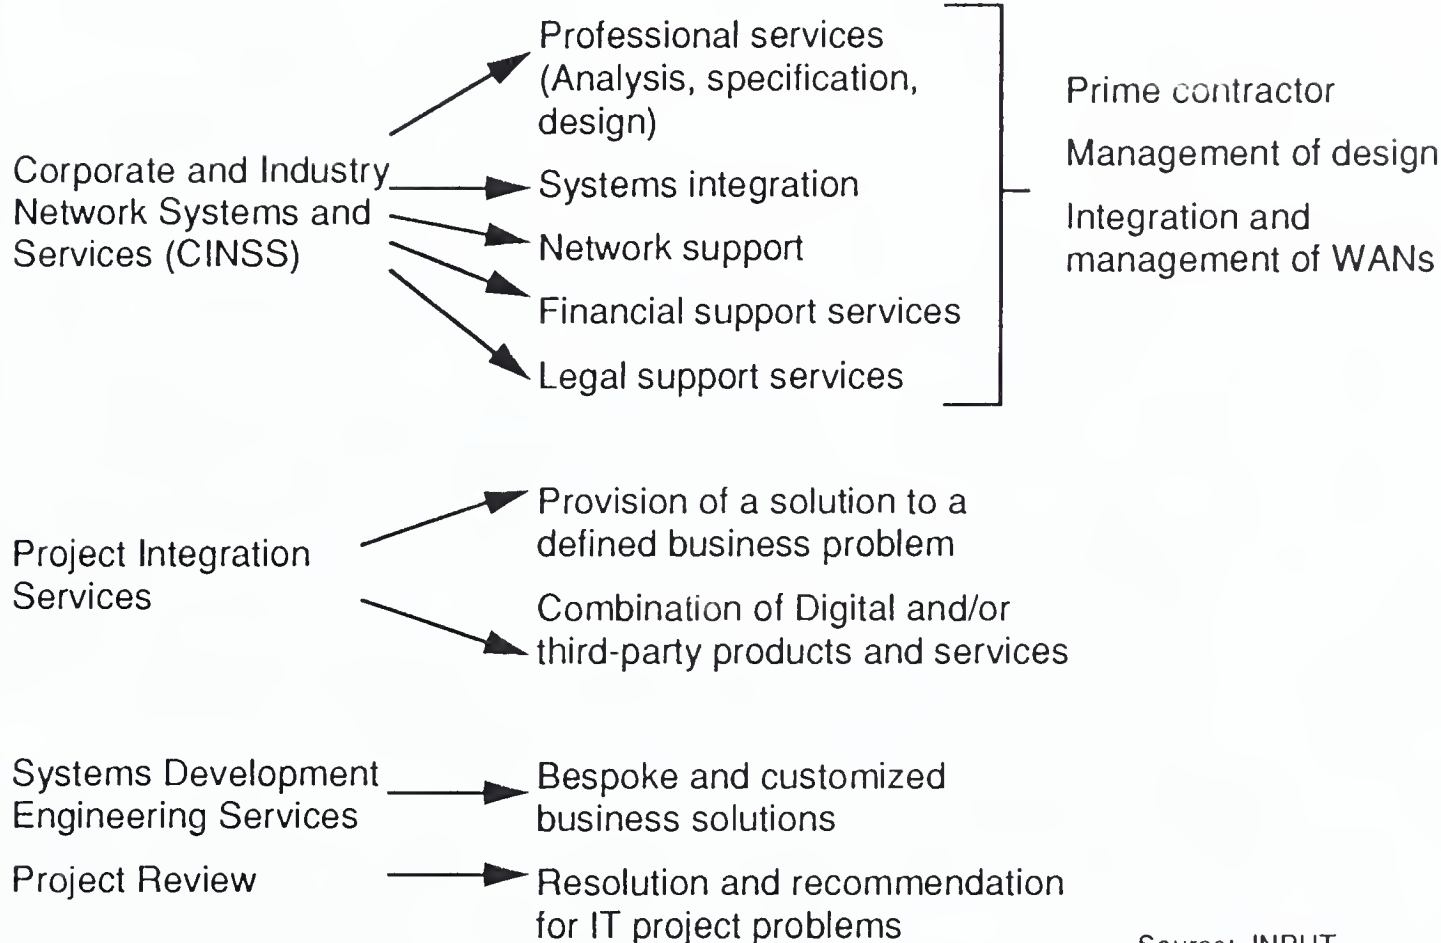 Professional services
(Analysis, specification,
design)
Prime contractor
Management of design
Integration and
management of WANs
Corporate and Industry
Network Systems and
Services (CINSS)
Systems integration
Network support
Financial support services
Legal support services
Project Integration
Services
Provision of a solution to a
defined business problem
Combination of Digital and/or
third-party products and services
Systems Development
Engineering Services
Bespoke and customized
business solutions
Project Review
Resolution and recommendation
for IT project problems
Source: INPUT